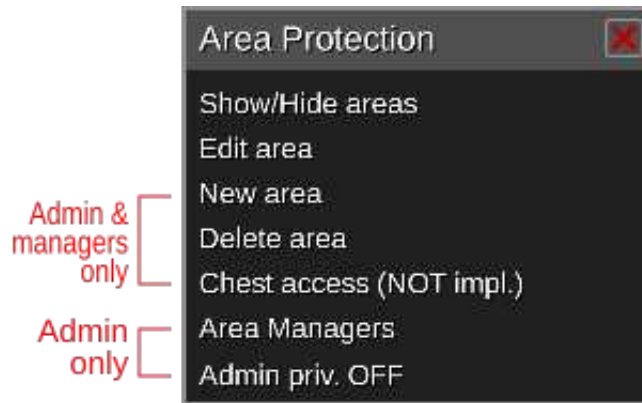 Area Protection
Show/Hide areas
Edit area
New area
Delete area
Chest access (NOT impl.)
Area Managers
Admin priv. OFF
Admin &
managers
only
Admin
only